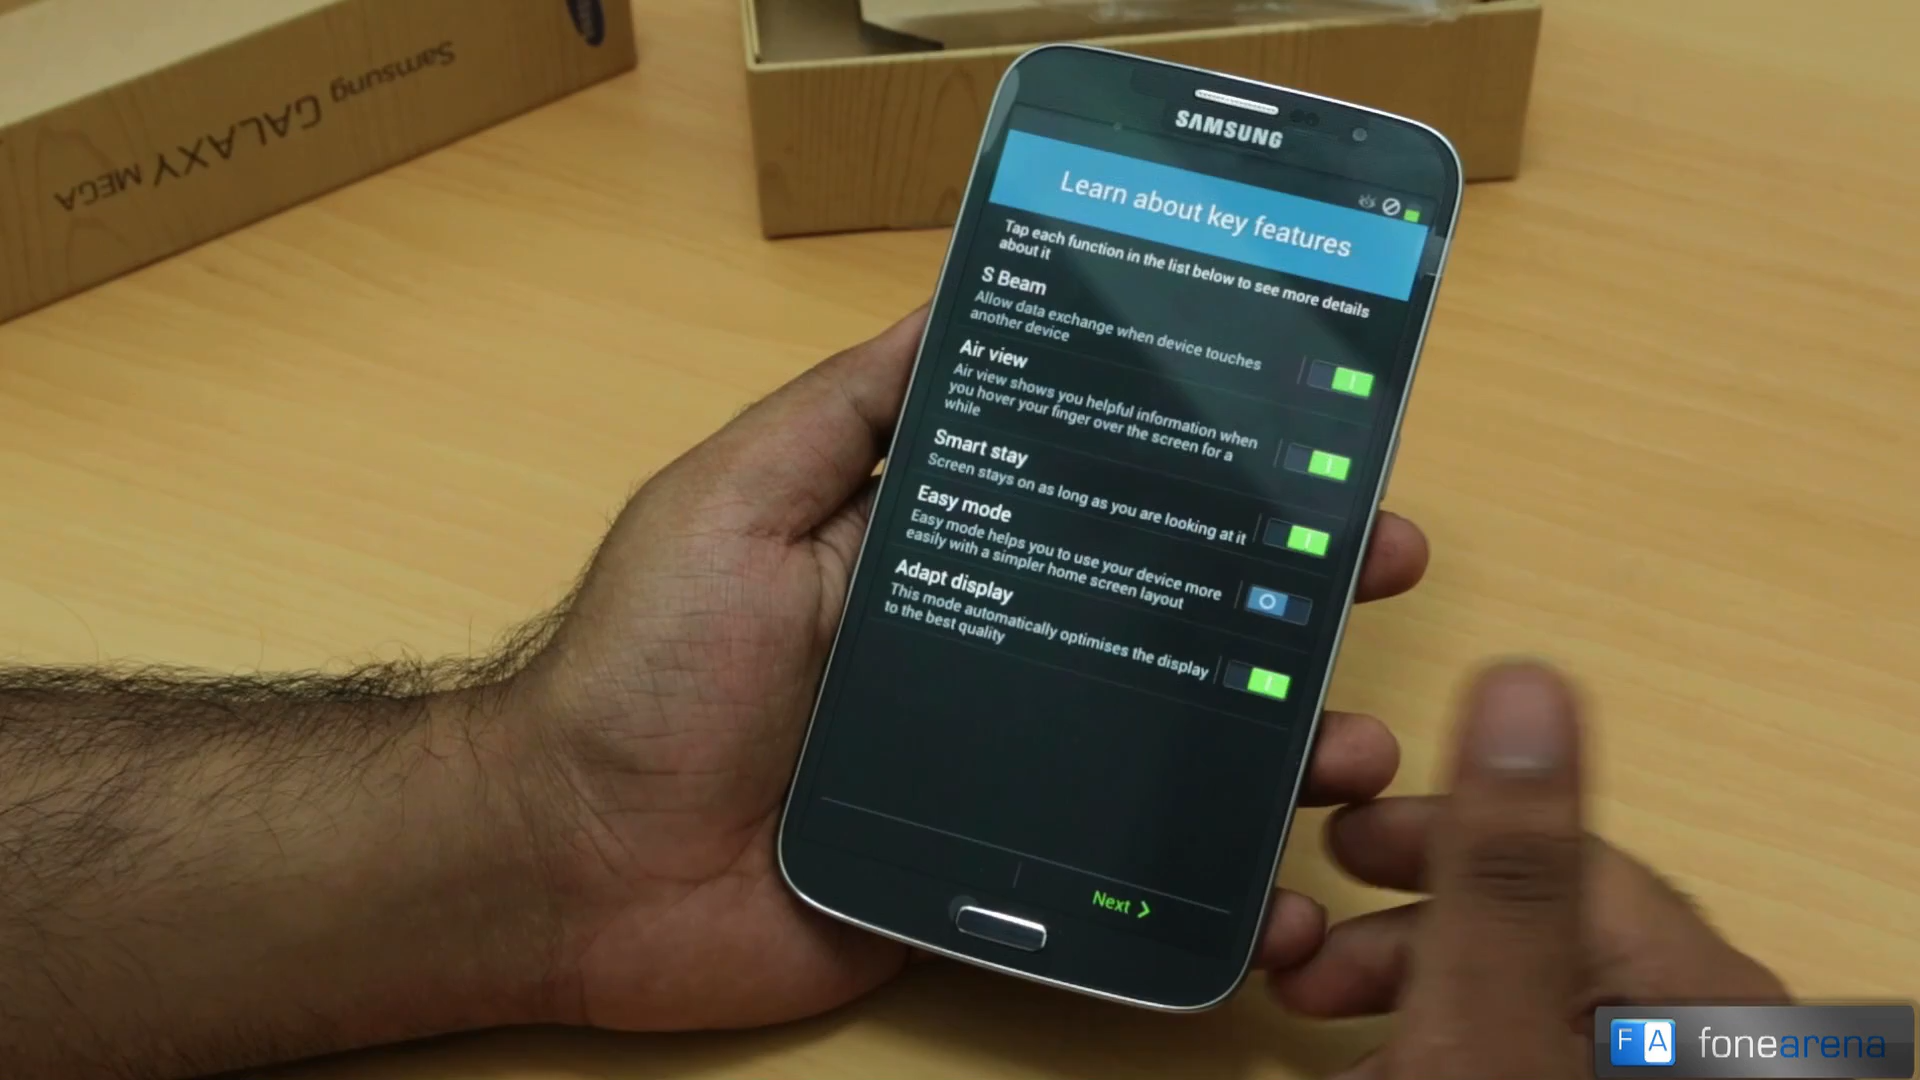 Samsung GALAXY MEGA
SAMSUNG
SAMSUNG
Learn about key features
Tap each function in the list below to see more details
about it
S Beam
Allow data exchange when device touches
another device
Air view
Air view shows you helpful information when
you hover your finger over the screen for a
while
Smart stay
Screen stays on as long as you are looking at it
Easy mode
Easy mode helps you to use your device more
easily with a simpler home screen layout
Adapt display
This mode automatically optimises the display
to the best quality
Next
FA fonearena